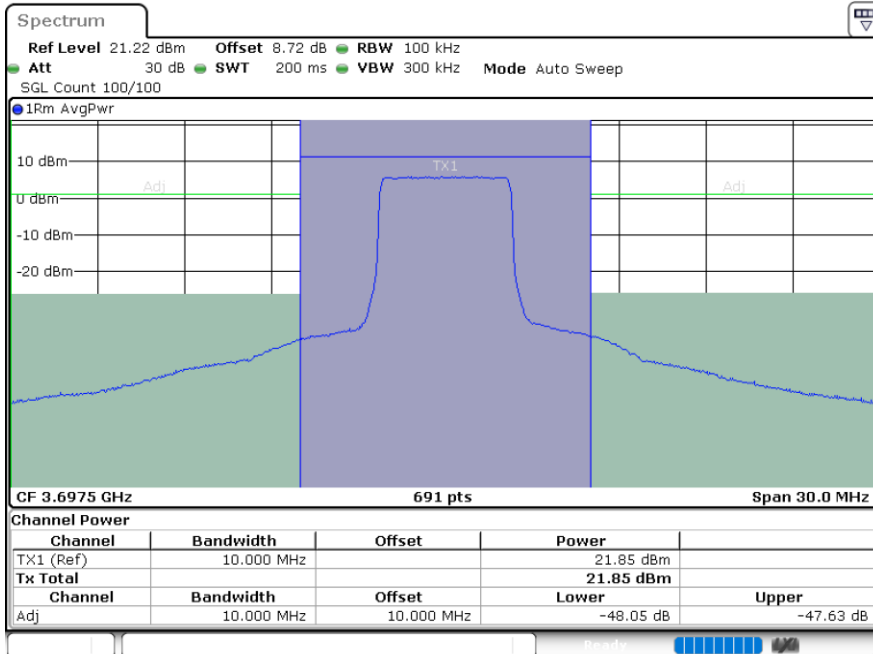 Spectrum
Ref Level 21.22 dBm Offset 8.72 dB RBW 100 kHz
Att 30 dB SWT 200 ms VBW 300 kHz Mode Auto Sweep
SGL Count 100/100
1Rm AvgPwr
10 dBm
TX1
Adj Adj
0 dBm
-10 dBm
-20 dBm
CF 3.6975 GHz 691 pts Span 30.0 MHz
Channel Power
Channel Bandwidth Offset Power
TX1 (Ref) 10.000 MHz 21.85 dBm
Tx Total 21.85 dBm
Channel Bandwidth Offset Lower Upper
Adj 10.000 MHz 10.000 MHz -48.05 dB -47.63 dB
Ready